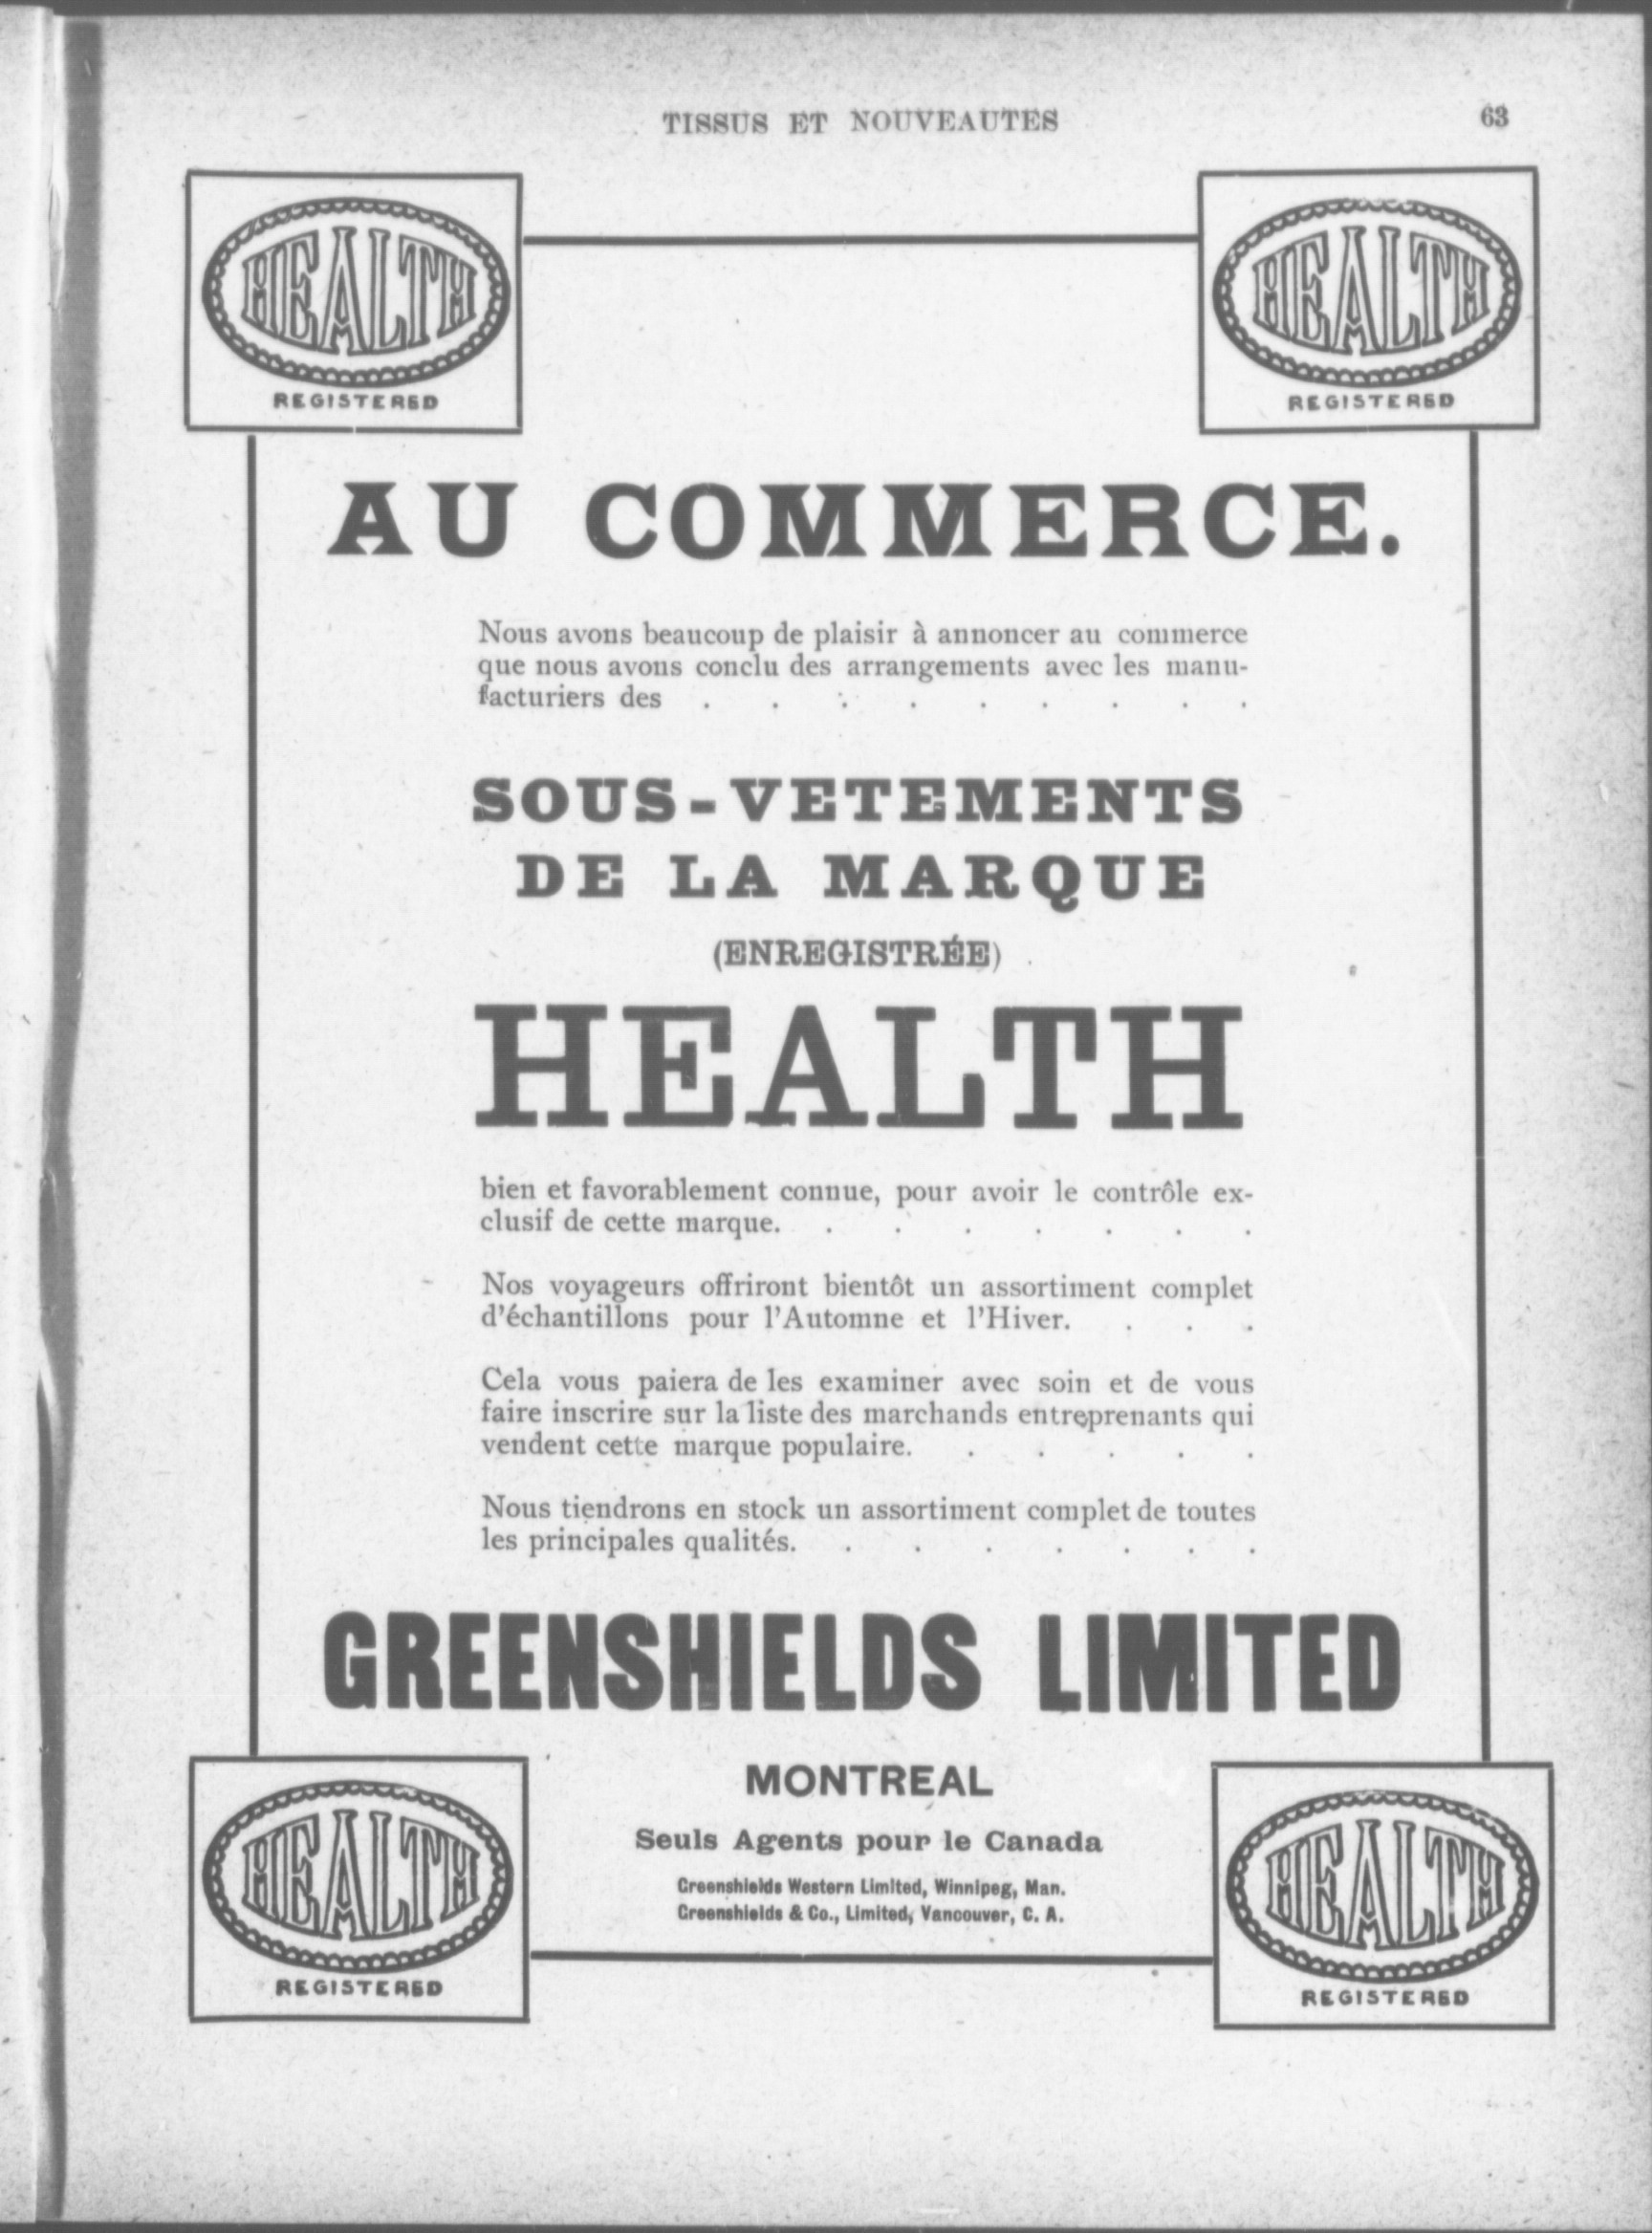 TISSUS ET NOUVEAUTES 63
HEALTH
REGISTERED
HEALTH
REGISTERED
AU COMMERCE.
Nous avons beaucoup de plaisir à annoncer au commerce
que nous avons conclu des arrangements avec les manu-
facturiers des . . . . . . . . .
SOUS-VETEMENTS
DE LA MARQUE
(ENREGISTRÉE)
HEALTH
bien et favorablement connue, pour avoir le contrôle ex-
clusif de cette marque. . . . . . . .
Nos voyageurs offriront bientôt un assortiment complet
d'échantillons pour l'Automne et l'Hiver. . . .
Cela vous paiera de les examiner avec soin et de vous
faire inscrire sur la liste des marchands entreprenants qui
vendent cette marque populaire. . . . . .
Nous tiendrons en stock un assortiment complet de toutes
les principales qualités. . . . . . . .
GREENSHIELDS LIMITED
MONTREAL
Seuls Agents pour le Canada
Greenshields Western Limited, Winnipeg, Man.
Greenshields & Co., Limited, Vancouver, C. A.
HEALTH
REGISTERED
HEALTH
REGISTERED